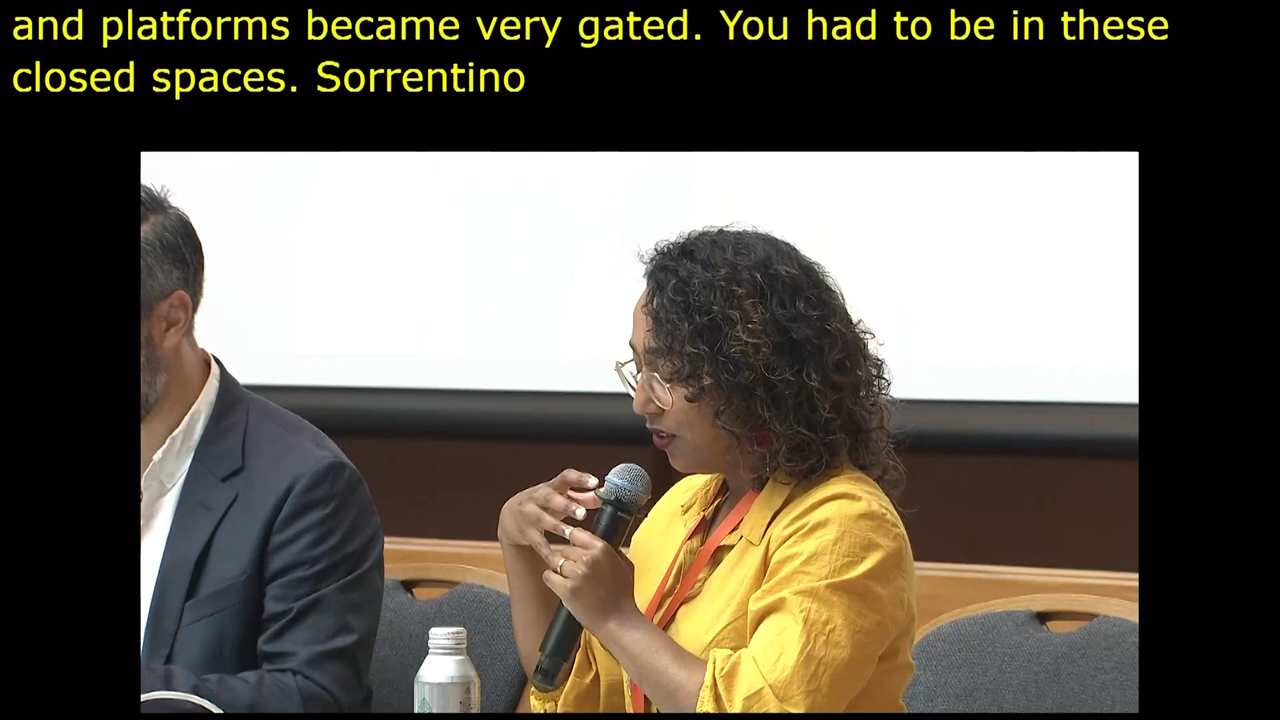 and platforms became very gated. You had to be in these
closed spaces. Sorrentino